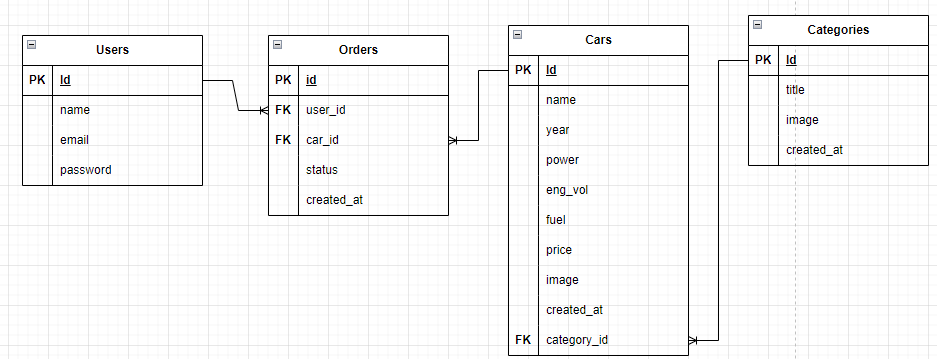 Users
PK Id
name
email
password
Orders
PK id
FK user_id
FK car_id
status
created_at
Cars
PK Id
name
year
power
eng_vol
fuel
price
image
created_at
FK category_id
Categories
PK Id
title
image
created_at